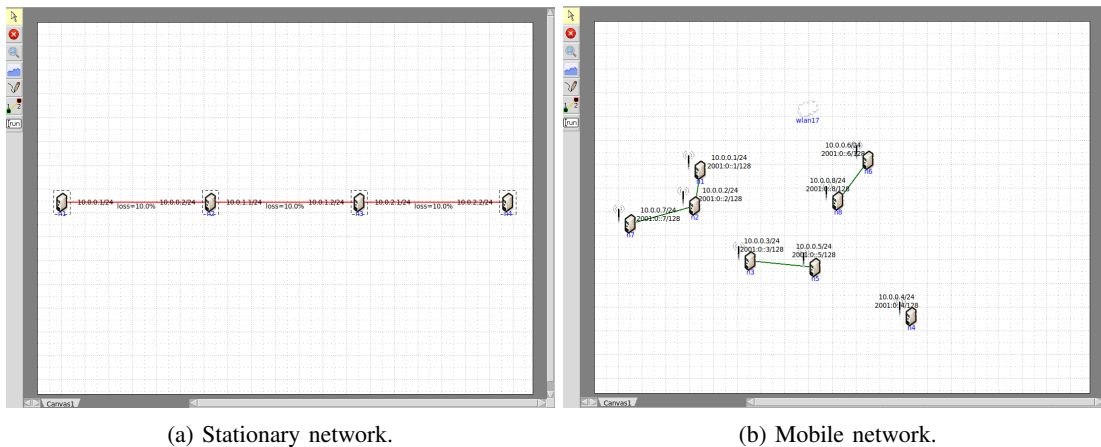 10.0.0.1/24 loss=10.0% 10.0.0.2/24 10.0.1.1/24 loss=10.0% 10.0.1.2/24 10.0.2.1/24 loss=10.0% 10.0.2.2/24
n1 n2 n3 n4
Canvas1
run
(a) Stationary network.
wlan17
10.0.0.6/24
2001:0::6/128
n6
10.0.0.1/24
2001:0::1/128
n1
10.0.0.8/24
2001:0::8/128
n8
10.0.0.2/24
2001:0::2/128
n2
10.0.0.7/24
2001:0::7/128
n7
10.0.0.3/24
2001:0::3/128
n3
10.0.0.5/24
2001:0::5/128
n5
10.0.0.4/24
2001:0::4/128
n4
Canvas1
run
(b) Mobile network.